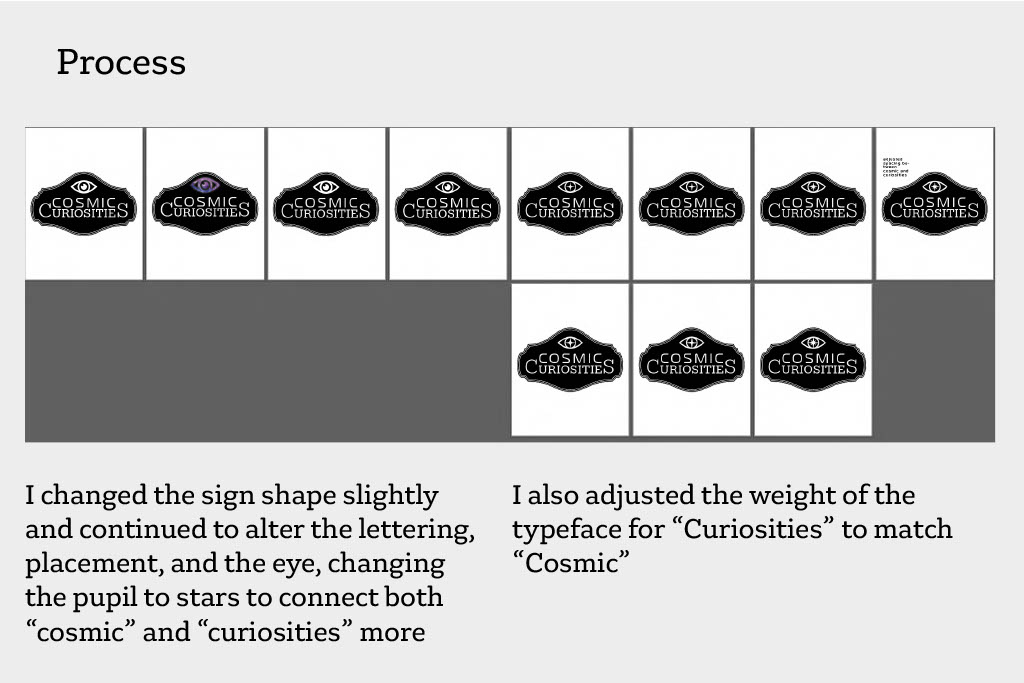 Process
COSMIC
CURIOSITIES
COSMIC
CURIOSITIES
COSMIC
CURIOSITIES
COSMIC
CURIOSITIES
COSMIC
CURIOSITIES
COSMIC
CURIOSITIES
COSMIC
CURIOSITIES
cosmic and
curiosities
COSMIC
CURIOSITIES
COSMIC
CURIOSITIES
COSMIC
CURIOSITIES
COSMIC
CURIOSITIES
I changed the sign shape slightly
and continued to alter the lettering,
placement, and the eye, changing
the pupil to stars to connect both
“cosmic” and “curiosities” more
I also adjusted the weight of the
typeface for “Curiosities” to match
“Cosmic”